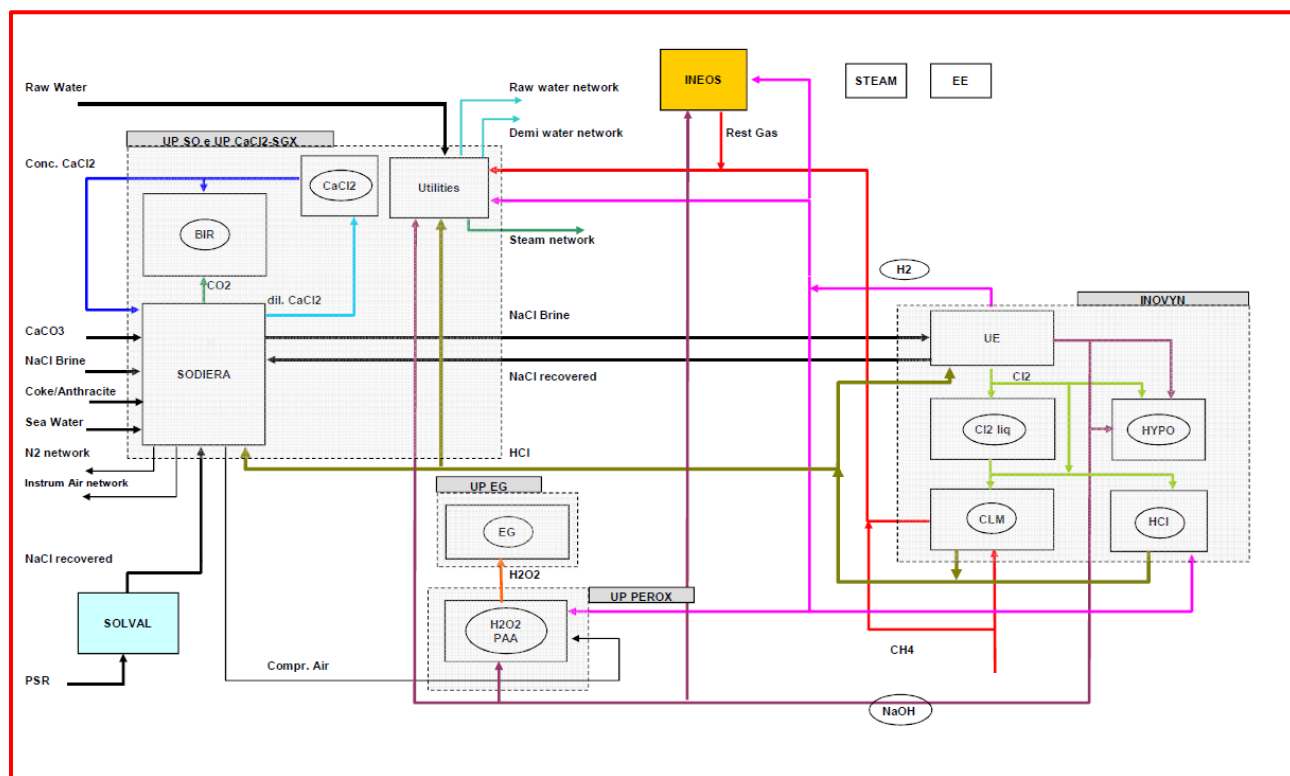 Raw Water
INEOS
STEAM
EE
Raw water network
Demi water network
Rest Gas
UP SO e UP CaCl2-SGX
Conc. CaCl2
CaCl2
Utilities
BIR
Steam network
H2
CO2
dil. CaCl2
INOVYN
NaCl Brine
CaCO3
UE
NaCl Brine
SODIERA
NaCl recovered
Cl2
Coke/Anthracite
Sea Water
Cl2 liq
HYPO
N2 network
HCl
Instrum Air network
UP EG
CLM
HCl
EG
NaCl recovered
H2O2
UP PEROX
SOLVAL
H2O2
PAA
CH4
Compr. Air
PSR
NaOH